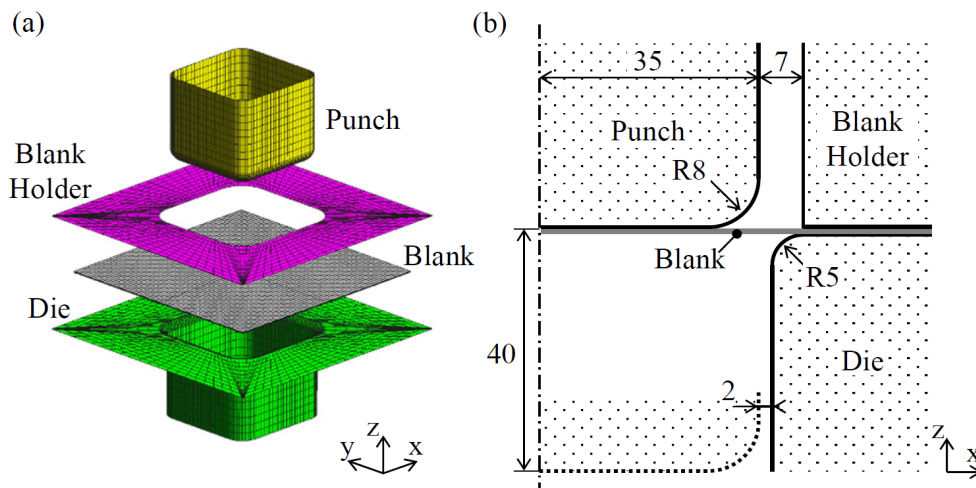 (a)
Punch
Blank
Holder
Blank
Die
z
y
x
(b)
35
7
Punch
Blank
Holder
R8
Blank
R5
40
Die
2
z
x